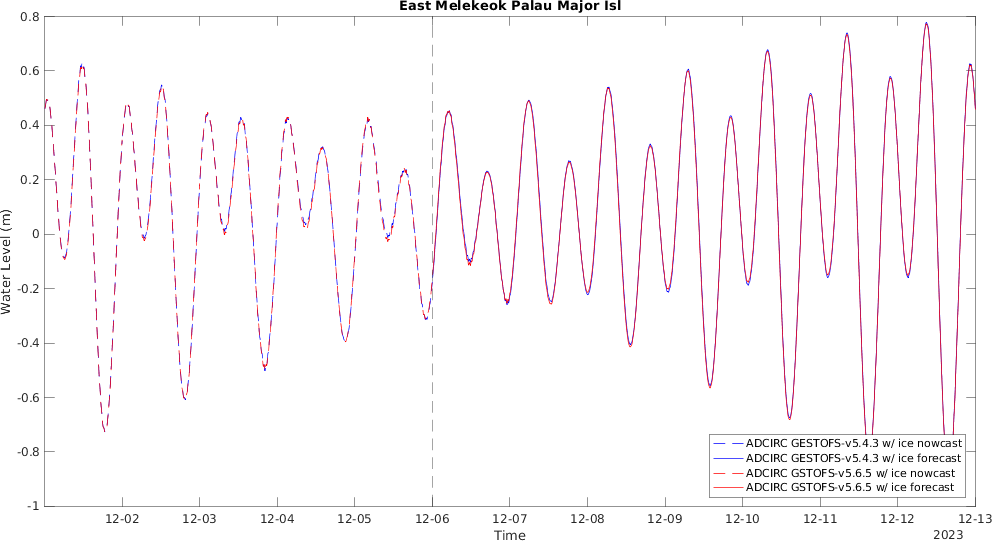 East Melekeok Palau Major Isl
0.8
0.6
0.4
0.2
0
-0.2
-0.4
-0.6
-0.8
-1
Water Level (m)
ADCIRC GESTOFS-v5.4.3 w/ ice nowcast
ADCIRC GESTOFS-v5.4.3 w/ ice forecast
ADCIRC GSTOFS-v5.6.5 w/ ice nowcast
ADCIRC GSTOFS-v5.6.5 w/ ice forecast
12-02 12-03 12-04 12-05 12-06 12-07 12-08 12-09 12-10 12-11 12-12 12-13
Time
2023